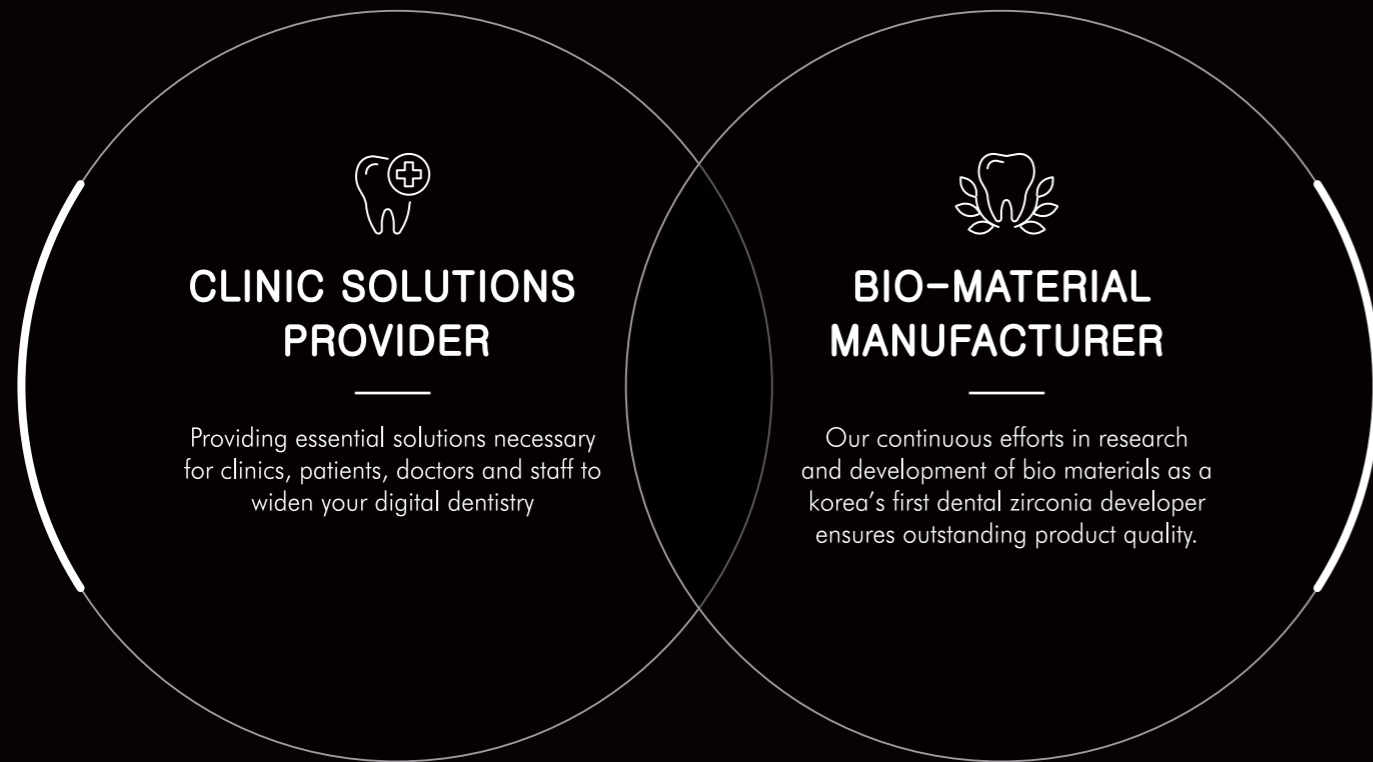 CLINIC SOLUTIONS
PROVIDER
Providing essential solutions necessary
for clinics, patients, doctors and staff to
widen your digital dentistry
BIO-MATERIAL
MANUFACTURER
Our continuous efforts in research
and development of bio materials as a
korea's first dental zirconia developer
ensures outstanding product quality.